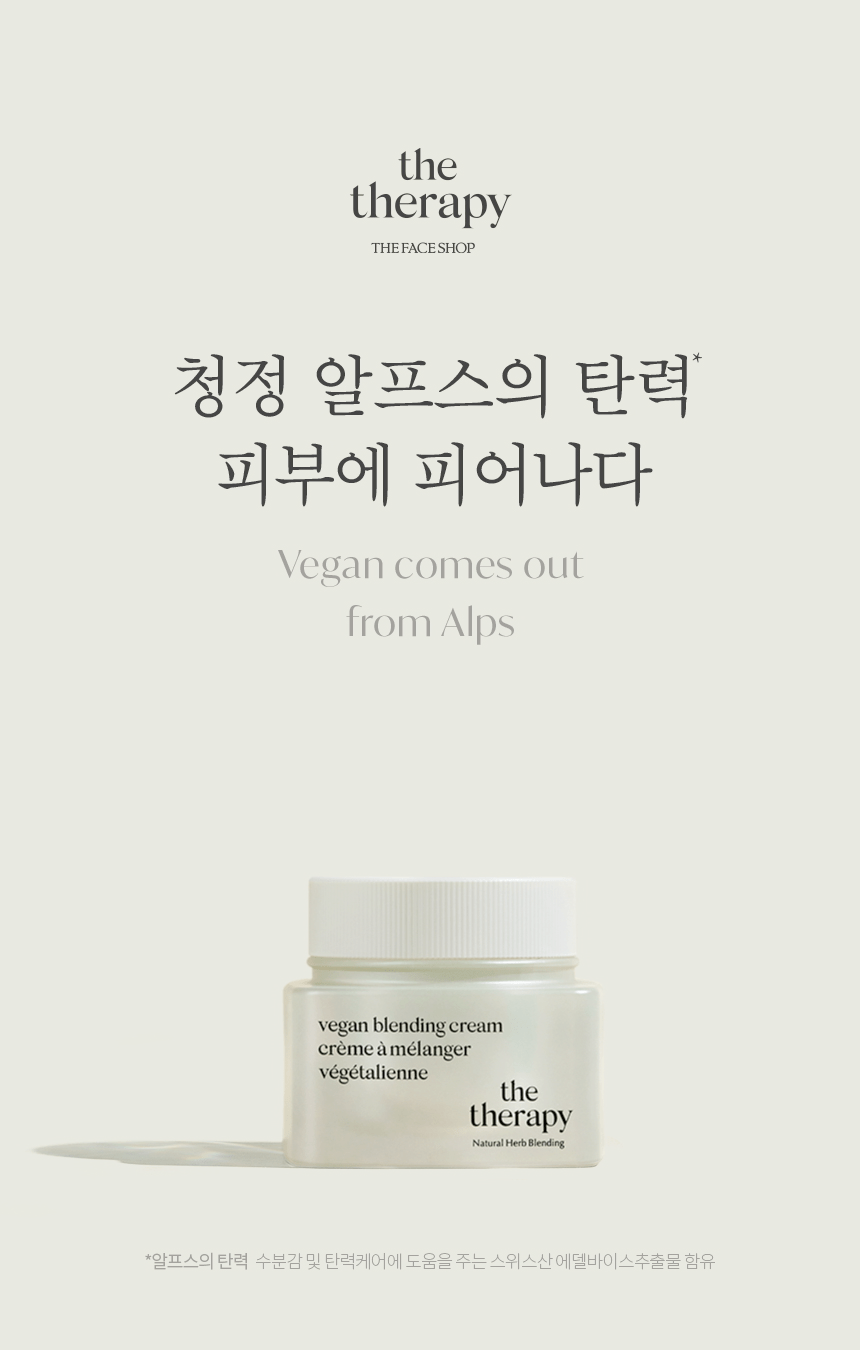 the
therapy
THE FACE SHOP
청정 알프스의 탄력*
피부에 피어나다
Vegan comes out
from Alps
vegan blending cream
crème à mélanger
végétalienne
the
therapy
Natural Herb Blending
*알프스의 탄력 수분감 및 탄력케어에 도움을 주는 스위스산 에델바이스추출물 함유